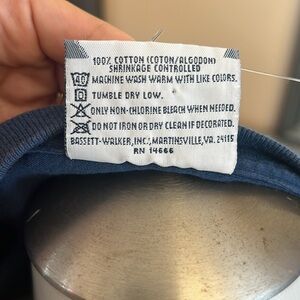 100% COTTON (COTON/ALGODON)
SHRINKAGE CONTROLLED
40 MACHINE WASH WARM WITH LIKE COLORS.
TUMBLE DRY LOW.
ONLY NON-CHLORINE BLEACH WHEN NEEDED.
DO NOT IRON OR DRY CLEAN IF DECORATED.
BASSETT-WALKER, INC., MARTINSVILLE, VA. 24115
RN 14666